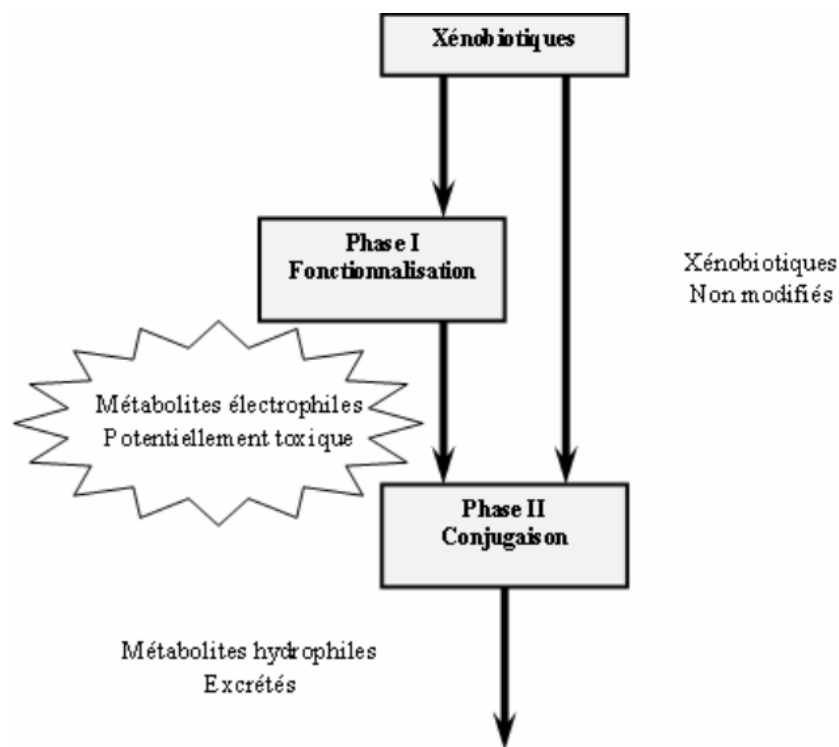 Xénobiotiques
Phase I
Fonctionnalisation
Xénobiotiques
Non modifiés
Métabolites électrophiles
Potentiellement toxique
Phase II
Conjugaison
Métabolites hydrophiles
Excrétés